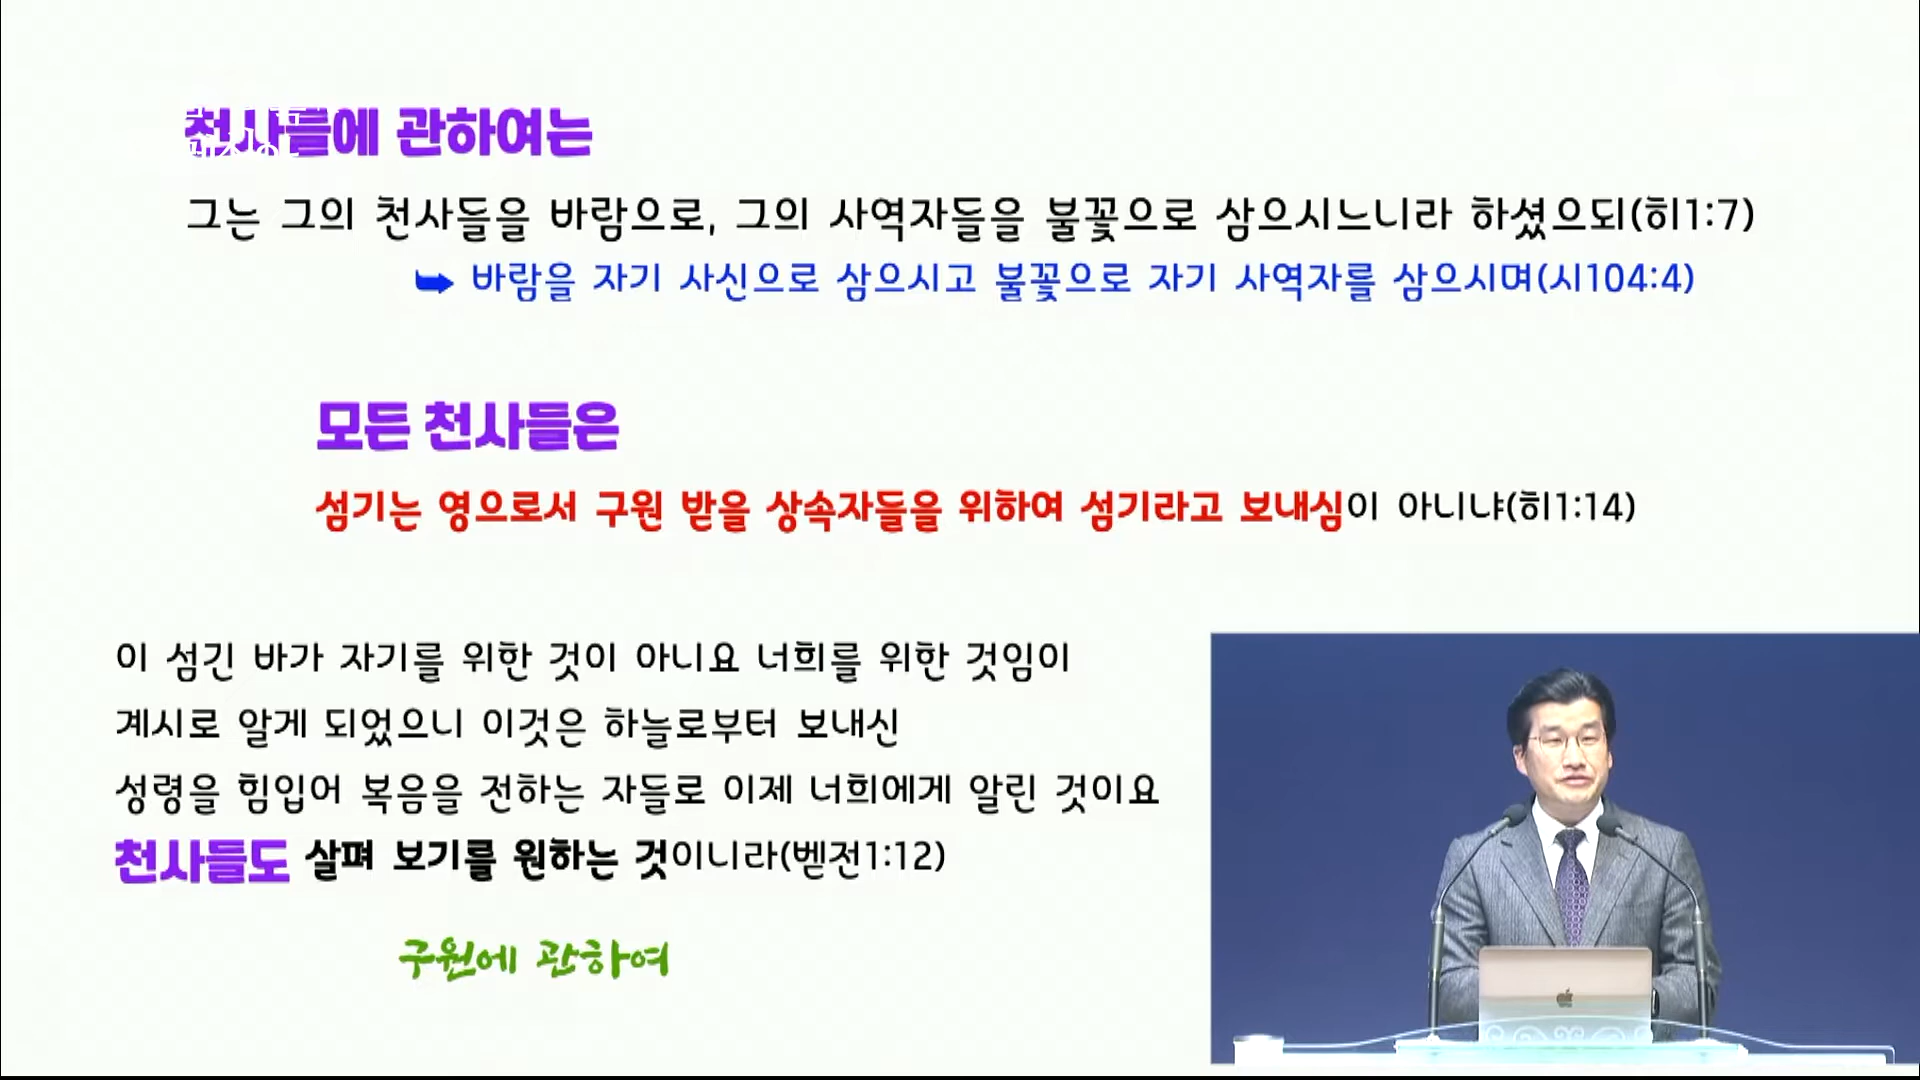 천사들에 관하여는
그는 그의 천사들을 바람으로, 그의 사역자들을 불꽃으로 삼으시느니라 하셨으되(히1:7)
➥ 바람을 자기 사신으로 삼으시고 불꽃으로 자기 사역자를 삼으시며(시104:4)
모든 천사들은
섬기는 영으로서 구원 받을 상속자들을 위하여 섬기라고 보내심이 아니냐(히1:14)
이 섬긴 바가 자기를 위한 것이 아니요 너희를 위한 것임이
계시로 알게 되었으니 이것은 하늘로부터 보내신
성령을 힘입어 복음을 전하는 자들로 이제 너희에게 알린 것이요
천사들도 살펴 보기를 원하는 것이니라(벧전1:12)
구원에 관하여